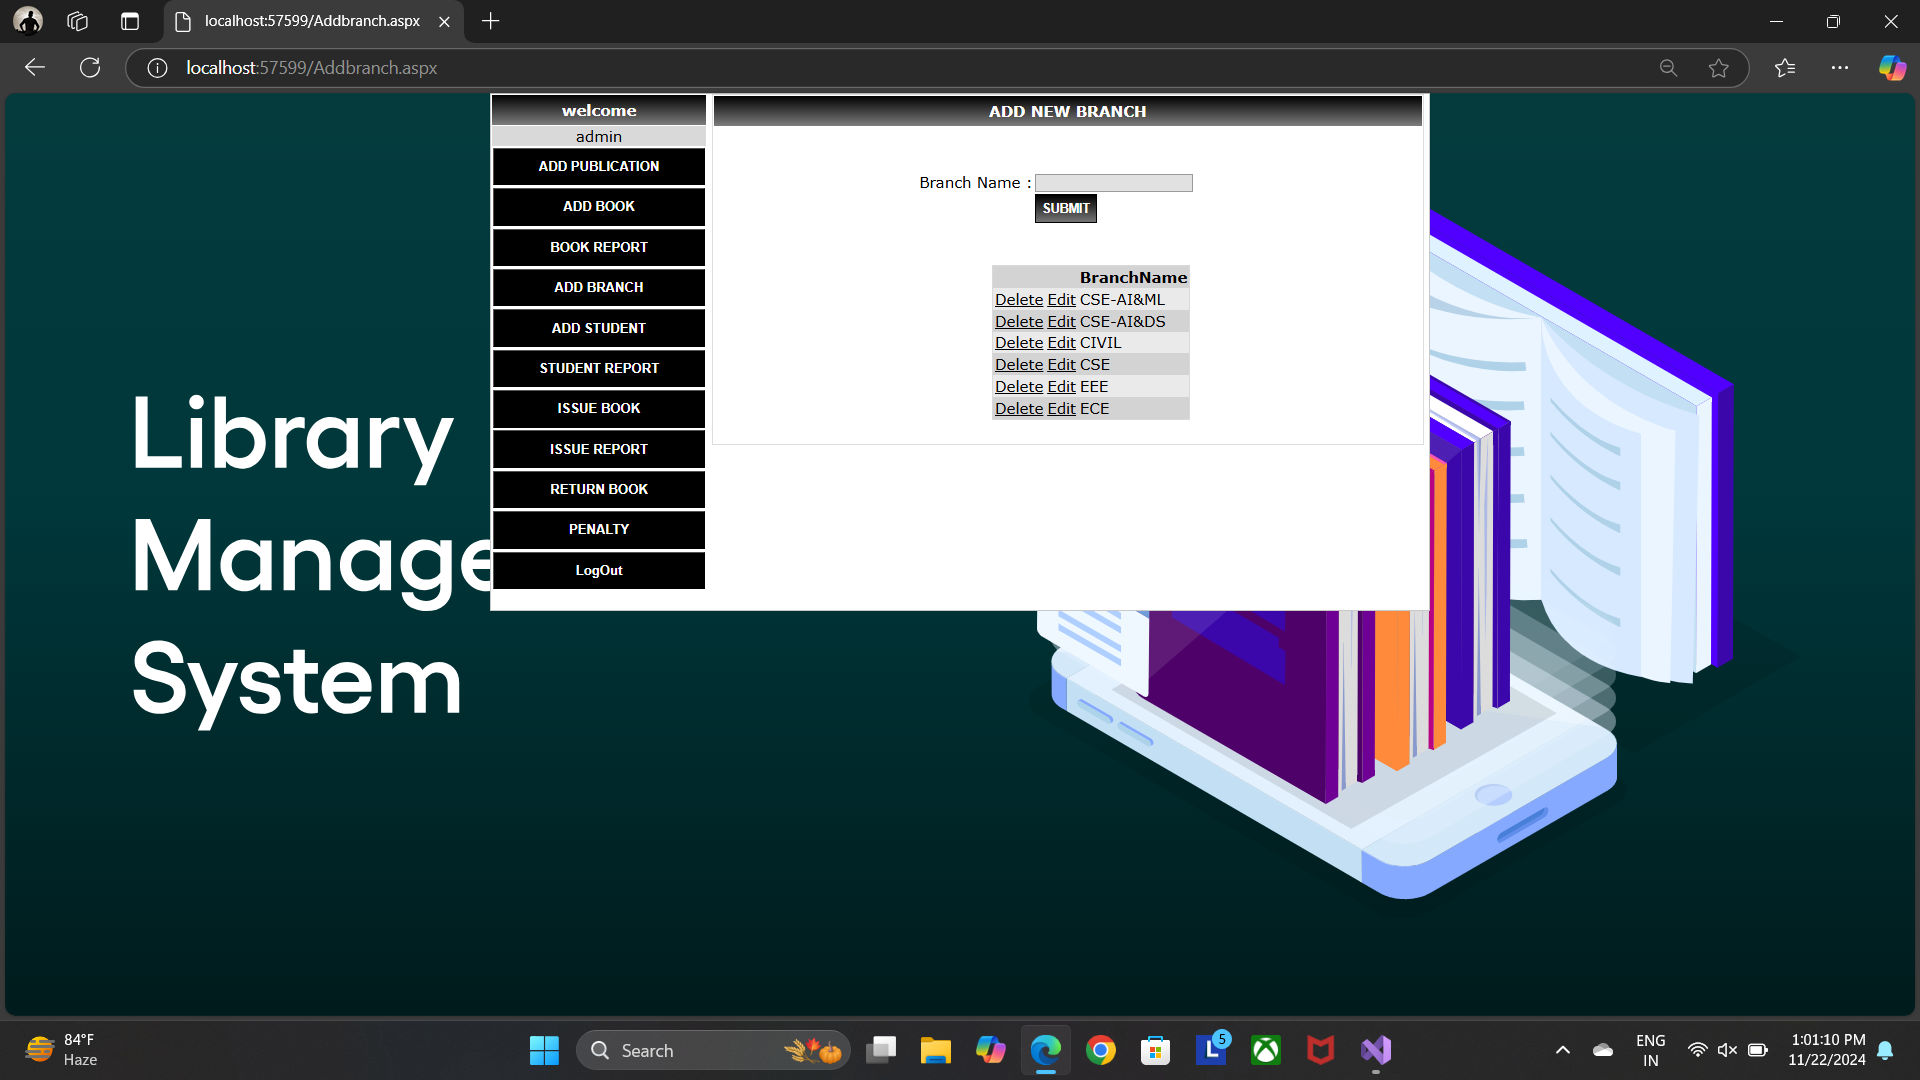 localhost:57599/Addbranch.aspx
localhost:57599/Addbranch.aspx
welcome
admin
ADD PUBLICATION
ADD BOOK
BOOK REPORT
ADD BRANCH
ADD STUDENT
STUDENT REPORT
ISSUE BOOK
ISSUE REPORT
RETURN BOOK
PENALTY
LogOut
ADD NEW BRANCH
Branch Name :
SUBMIT
BranchName
Delete Edit CSE-AI&ML
Delete Edit CSE-AI&DS
Delete Edit CIVIL
Delete Edit CSE
Delete Edit EEE
Delete Edit ECE
Library
Manage
System
84°F
Haze
Search
L
5
ENG
IN
1:01:10 PM
11/22/2024